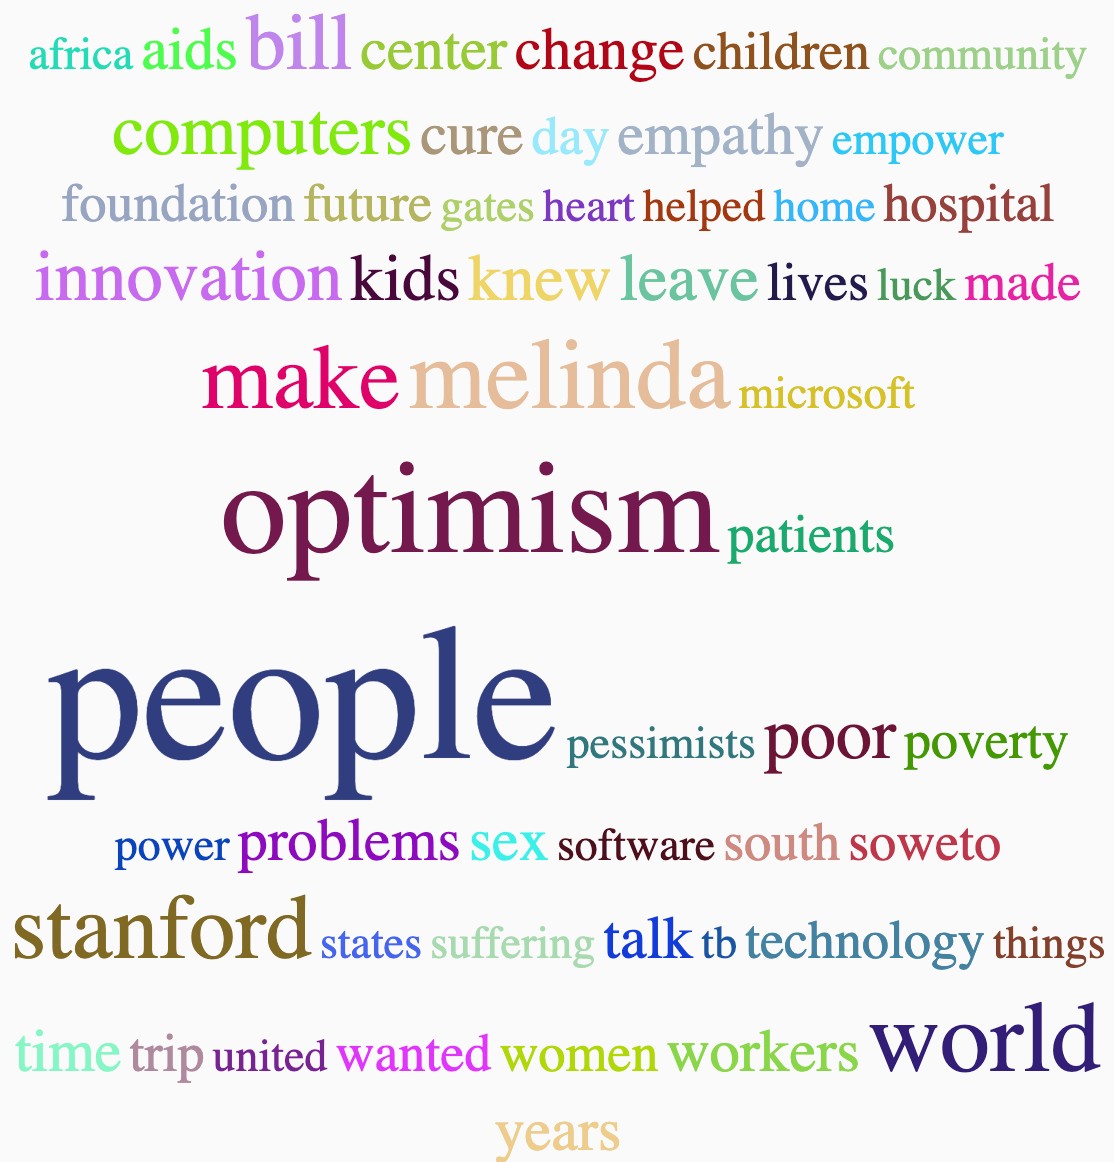 africa aids bill center change children community
computers cure day empathy empower
foundation future gates heart helped home hospital
innovation kids knew leave lives luck made
make melinda microsoft
optimism patients
people pessimists poor poverty
power problems sex software south soweto
stanford states suffering talk tb technology things
time trip united wanted women workers world
years